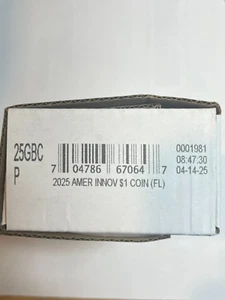 25GBC
P
0001981
08:47:30
04-14-25
7 04786 67064 7
2025 AMER INNOV $1 COIN (FL)